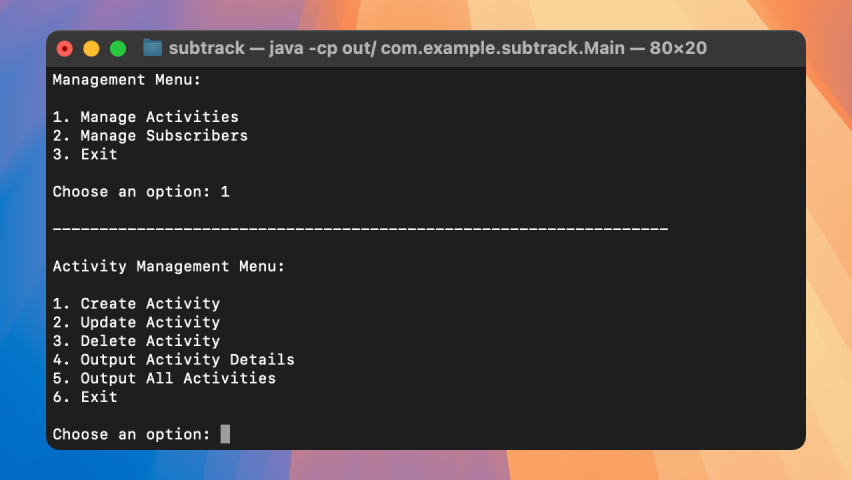 subtrack — java -cp out/ com.example.subtrack.Main — 80×20
Management Menu:
1. Manage Activities
2. Manage Subscribers
3. Exit
Choose an option: 1
------------------------------------------------------------------
Activity Management Menu:
1. Create Activity
2. Update Activity
3. Delete Activity
4. Output Activity Details
5. Output All Activities
6. Exit
Choose an option: